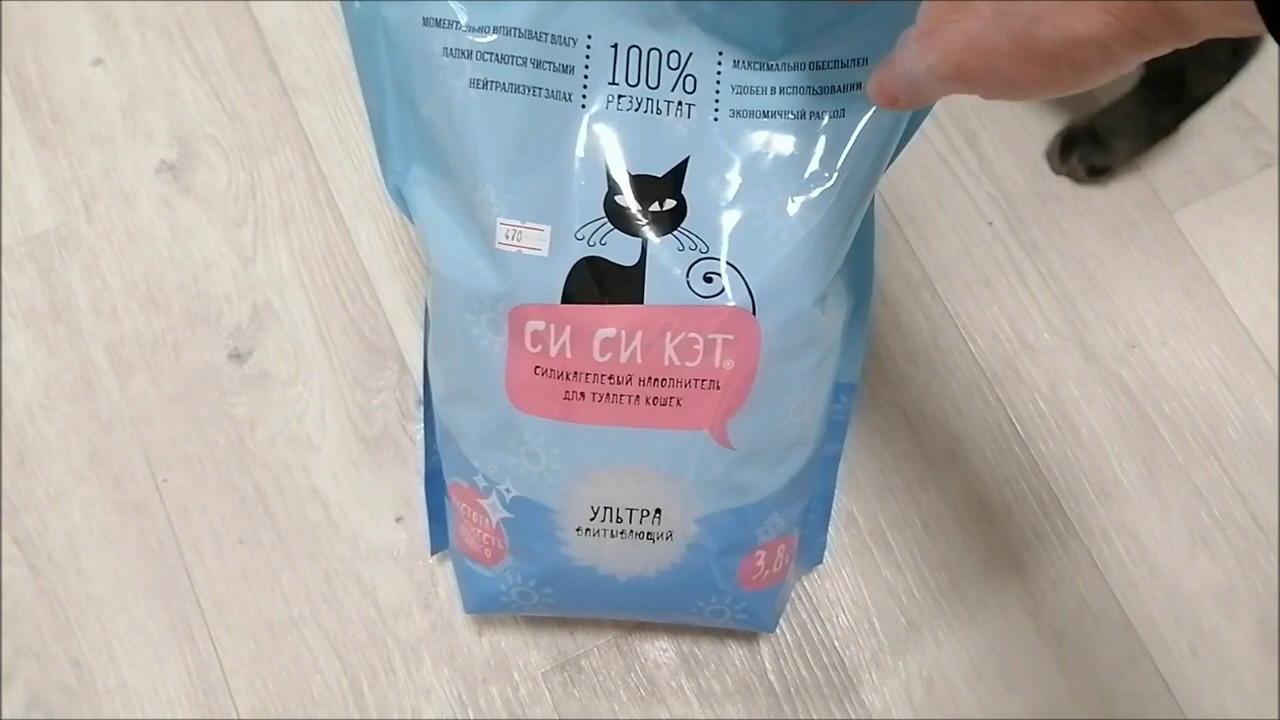 МОМЕНТАЛЬНО ВПИТЫВАЕТ ВЛАГУ
ЛАПКИ ОСТАЮТСЯ ЧИСТЫМИ
НЕЙТРАЛИЗУЕТ ЗАПАХ
100%
РЕЗУЛЬТАТ
МАКСИМАЛЬНО ОБЕСПЫЛЕН
УДОБЕН В ИСПОЛЬЗОВАНИИ
ЭКОНОМИЧНЫЙ РАСХОД
470
СИ СИ КЭТ®
СИЛИКАГЕЛЕВЫЙ НАПОЛНИТЕЛЬ
ДЛЯ ТУАЛЕТА КОШЕК
УЛЬТРА
ВПИТЫВАЮЩИЙ
3,8